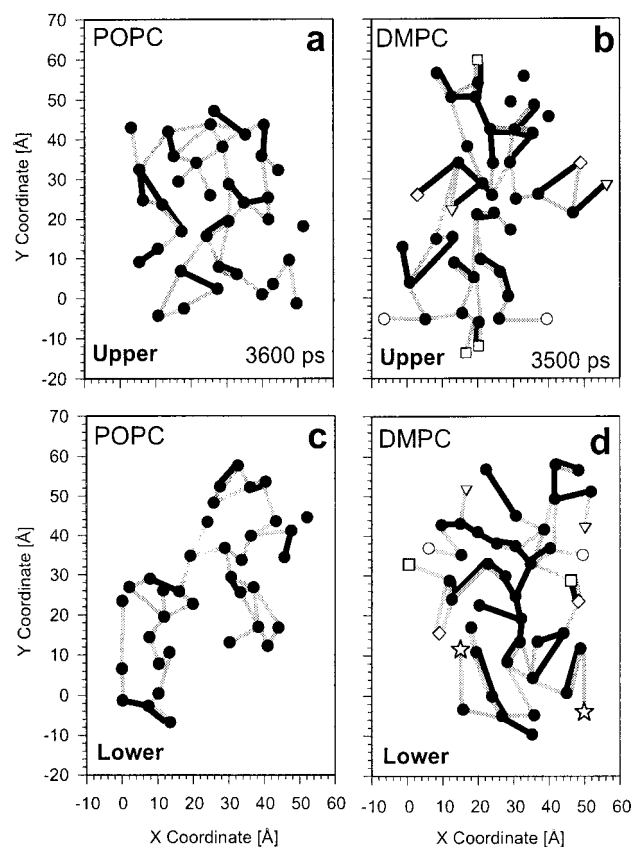 POPC a
DMPC b
70
60
50
40
30
20
10
0
-10
-20
Y Coordinate [Å]
Upper 3600 ps
Upper 3500 ps
POPC c
DMPC d
70
60
50
40
30
20
10
0
-10
-20
Y Coordinate [Å]
Lower
Lower
-10 0 10 20 30 40 50 60
-10 0 10 20 30 40 50 60
X Coordinate [Å]
X Coordinate [Å]